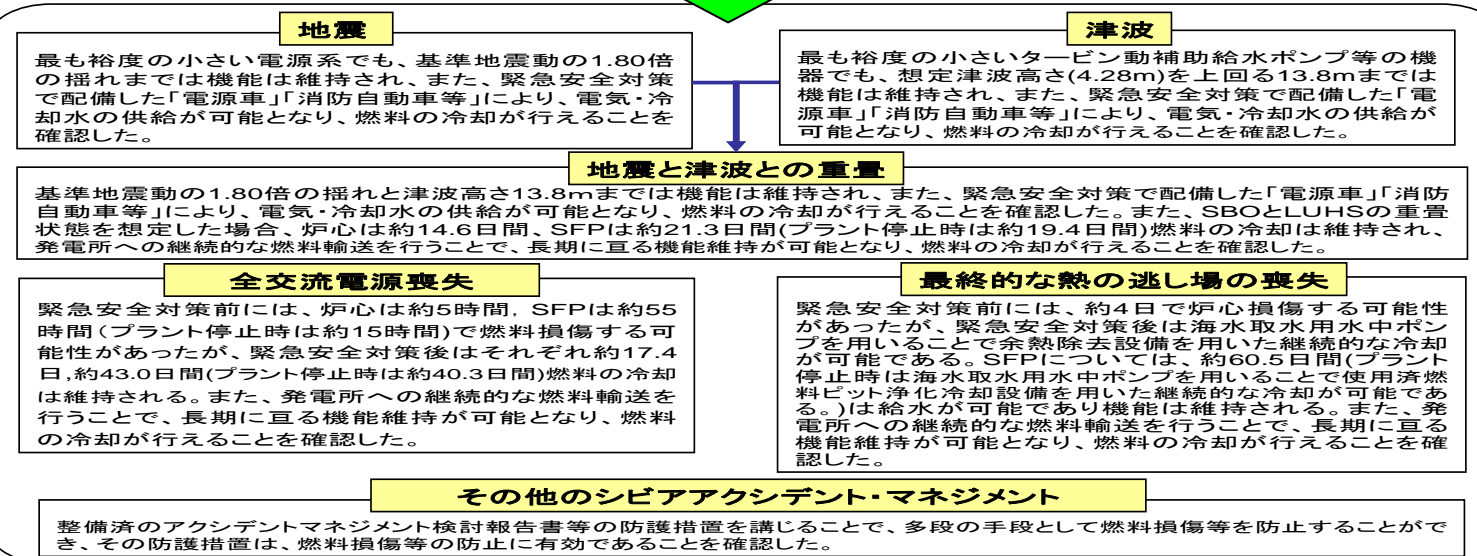 地震
最も裕度の小さい電源系でも、基準地震動の1.80倍
の揺れまでは機能は維持され、また、緊急安全対策
で配備した「電源車」「消防自動車等」により、電気・冷
却水の供給が可能となり、燃料の冷却が行えることを
確認した。
津波
最も裕度の小さいタービン動補助給水ポンプ等の機
器でも、想定津波高さ(4.28m)を上回る13.8mまでは
機能は維持され、また、緊急安全対策で配備した「電
源車」「消防自動車等」により、電気・冷却水の供給が
可能となり、燃料の冷却が行えることを確認した。
地震と津波との重畳
基準地震動の1.80倍の揺れと津波高さ13.8mまでは機能は維持され、また、緊急安全対策で配備した「電源車」「消防
自動車等」により、電気・冷却水の供給が可能となり、燃料の冷却が行えることを確認した。また、SBOとLUHSの重畳
状態を想定した場合、炉心は約14.6日間、SFPは約21.3日間(プラント停止時は約19.4日間)燃料の冷却は維持され、
発電所への継続的な燃料輸送を行うことで、長期に亘る機能維持が可能となり、燃料の冷却が行えることを確認した。
全交流電源喪失
緊急安全対策前には、炉心は約5時間, SFPは約55
時間（プラント停止時は約15時間）で燃料損傷する可
能性があったが、緊急安全対策後はそれぞれ約17.4
日,約43.0日間(プラント停止時は約40.3日間)燃料の冷却
は維持される。また、発電所への継続的な燃料輸送を
行うことで、長期に亘る機能維持が可能となり、燃料
の冷却が行えることを確認した。
最終的な熱の逃し場の喪失
緊急安全対策前には、約4日で炉心損傷する可能性
があったが、緊急安全対策後は海水取水用水中ポン
プを用いることで余熱除去設備を用いた継続的な冷却
が可能である。SFPについては、約60.5日間(プラント
停止時は海水取水用水中ポンプを用いることで使用済燃
料ピット浄化冷却設備を用いた継続的な冷却が可能であ
る。)は給水が可能であり機能は維持される。また、発
電所への継続的な燃料輸送を行うことで、長期に亘る
機能維持が可能となり、燃料の冷却が行えることを確
認した。
その他のシビアアクシデント・マネジメント
整備済のアクシデントマネジメント検討報告書等の防護措置を講じることで、多段の手段として燃料損傷等を防止することがで
き、その防護措置は、燃料損傷等の防止に有効であることを確認した。